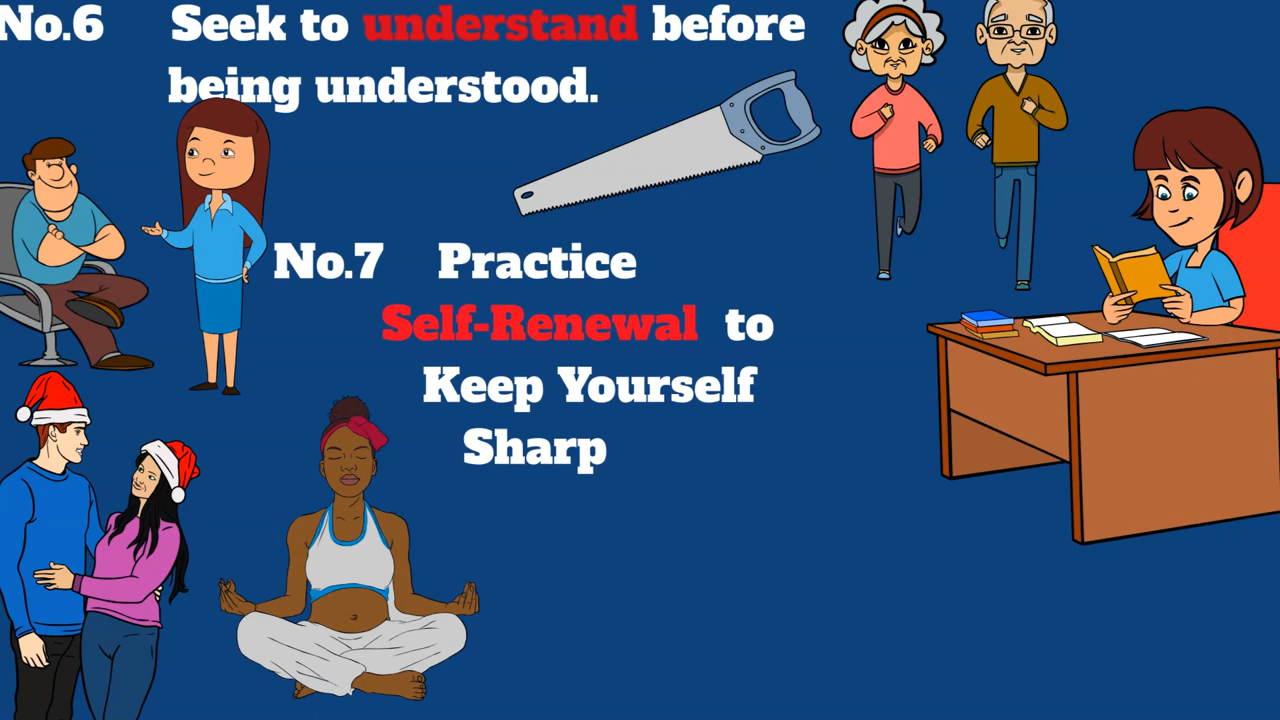 No.6 Seek to understand before
being understood.
No.7 Practice
Self-Renewal to
Keep Yourself
Sharp